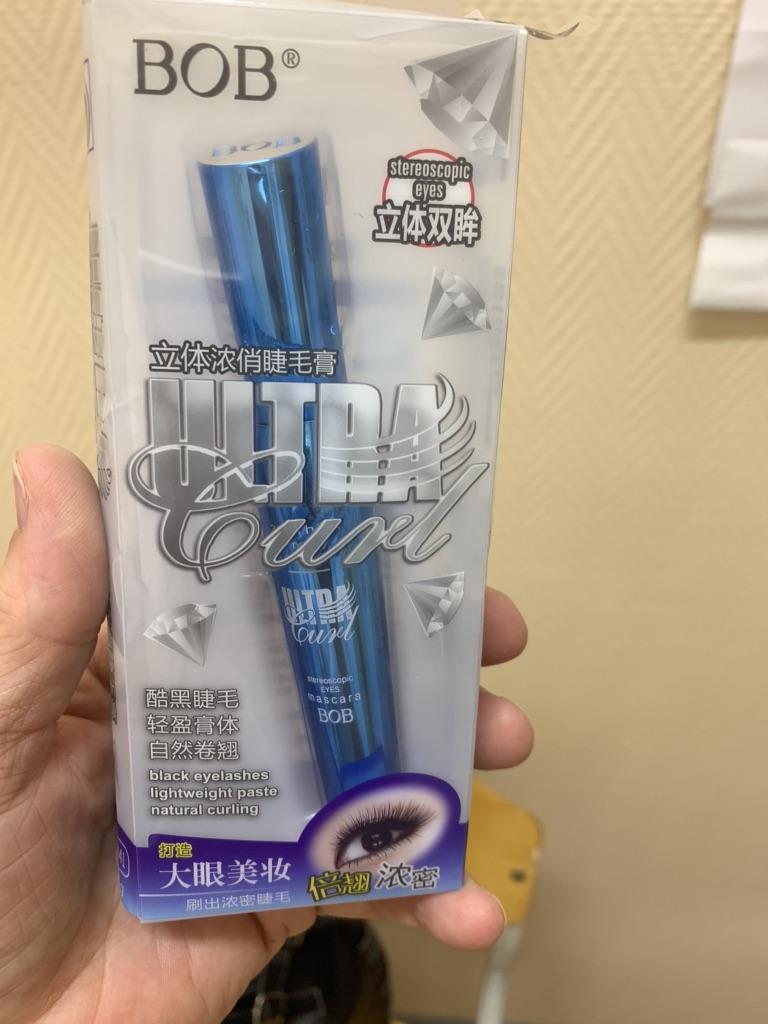 BOB®
BOB
stereoscopic
eyes
立体双眸
立体浓俏睫毛膏
ULTRA
Curl
ULTRA
Curl
stereoscopic
EYES
mascara
BOB
酷黑睫毛
轻盈膏体
自然卷翘
black eyelashes
lightweight paste
natural curling
打造
大眼美妆
倍翘 浓密
刷出浓密睫毛